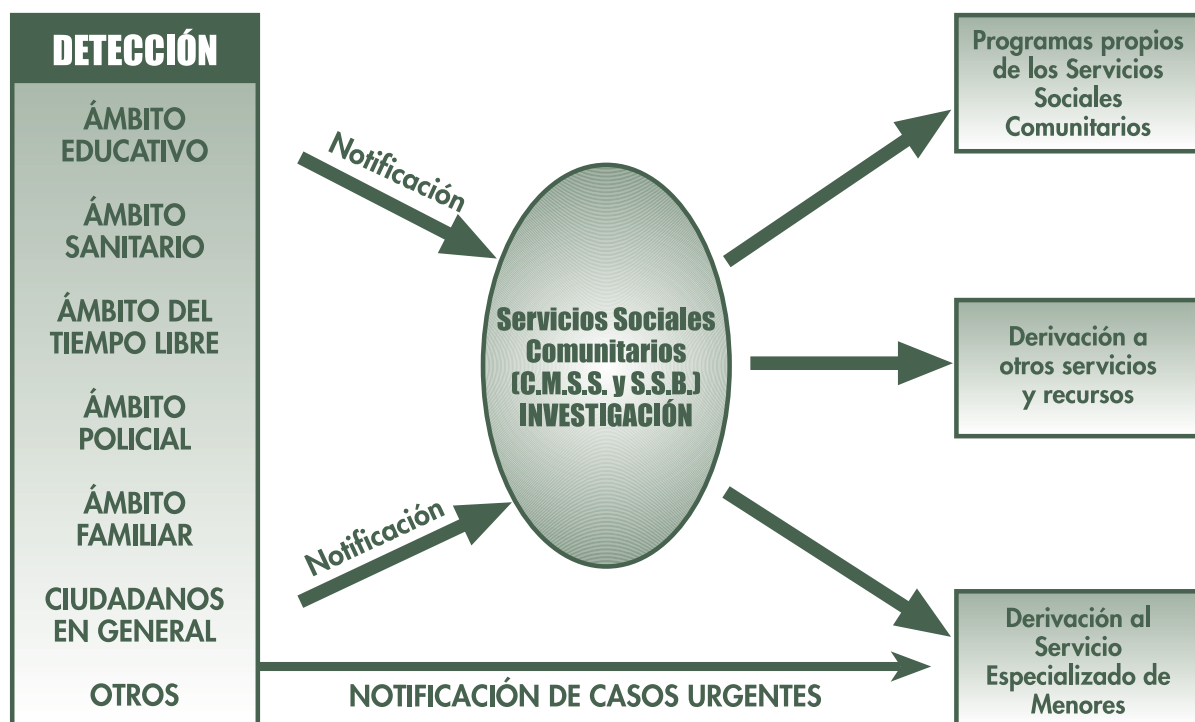 DETECCIÓN
ÁMBITO
EDUCATIVO
ÁMBITO
SANITARIO
ÁMBITO DEL
TIEMPO LIBRE
ÁMBITO
POLICIAL
ÁMBITO
FAMILIAR
CIUDADANOS
EN GENERAL
OTROS
Notificación
Notificación
NOTIFICACIÓN DE CASOS URGENTES
Servicios Sociales
Comunitarios
(C.M.S.S. y S.S.B.)
INVESTIGACIÓN
Programas propios
de los Servicios
Sociales
Comunitarios
Derivación a
otros servicios
y recursos
Derivación al
Servicio
Especializado de
Menores